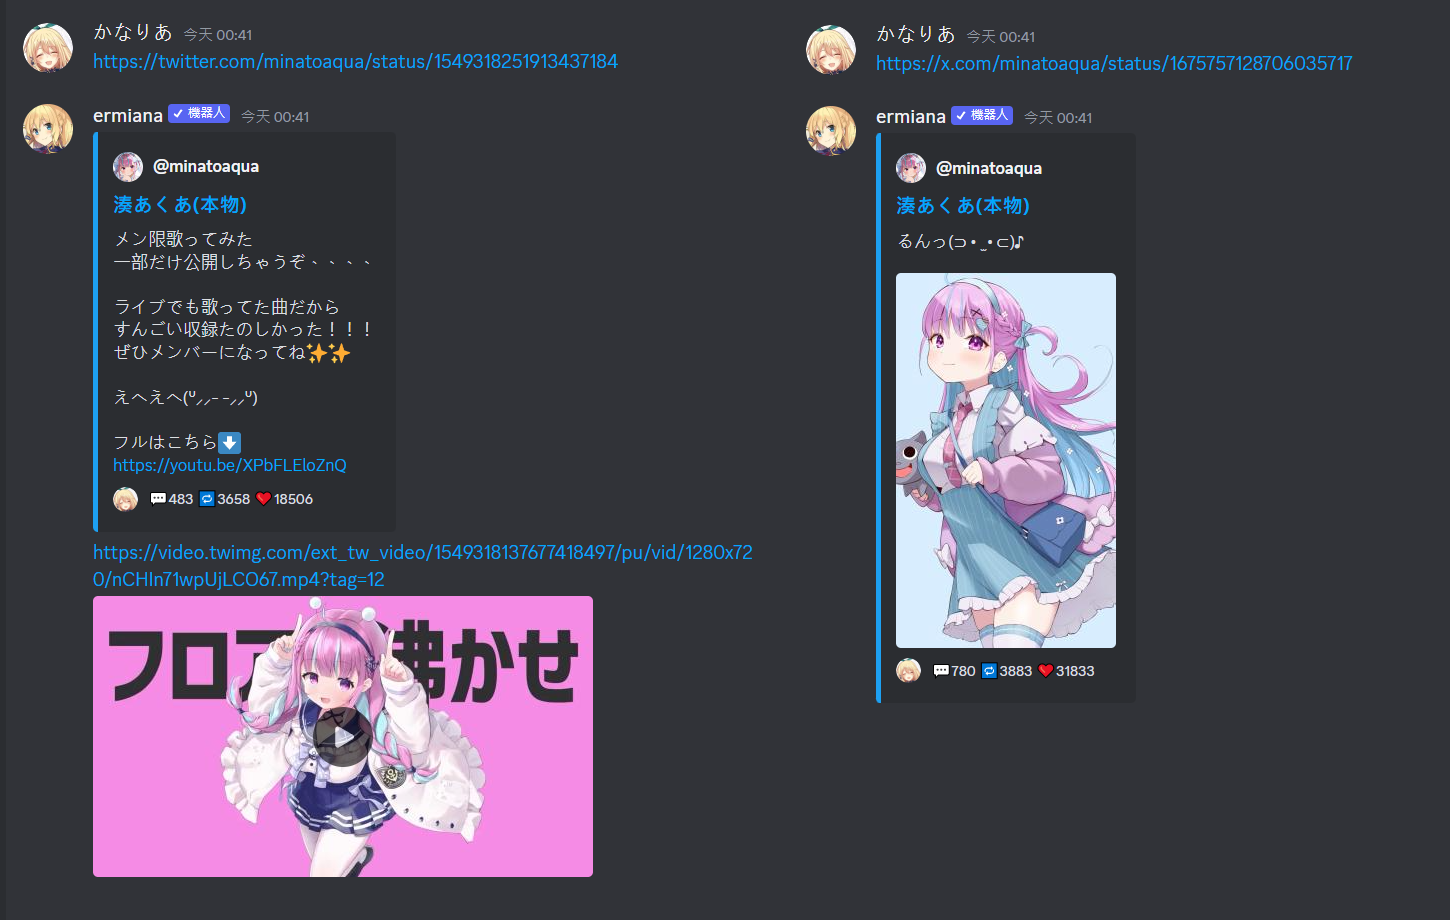 かなりあ 今天 00:41
https://twitter.com/minatoaqua/status/1549318251913437184
ermiana ✓ 機器人 今天 00:41
@minatoaqua
湊あくあ(本物)
メン限歌ってみた
一部だけ公開しちゃうぞ、、、、
ライブでも歌ってた曲だから
すんごい収録たのしかった！！！
ぜひメンバーになってね✨✨
えへえへ(ᐡ⸝⸝- -⸝⸝ᐡ)
フルはこちら⬇️
https://youtu.be/XPbFLEloZnQ
💬483 🔁3658 ❤️18506
https://video.twimg.com/ext_tw_video/1549318137677418497/pu/vid/1280x72
0/nCHln71wpUjLCO67.mp4?tag=12
フロア 沸かせ
かなりあ 今天 00:41
https://x.com/minatoaqua/status/1675757128706035717
ermiana ✓ 機器人 今天 00:41
@minatoaqua
湊あくあ(本物)
るんっ(⊃ • ̫ • ⊂)♪
💬780 🔁3883 ❤️31833